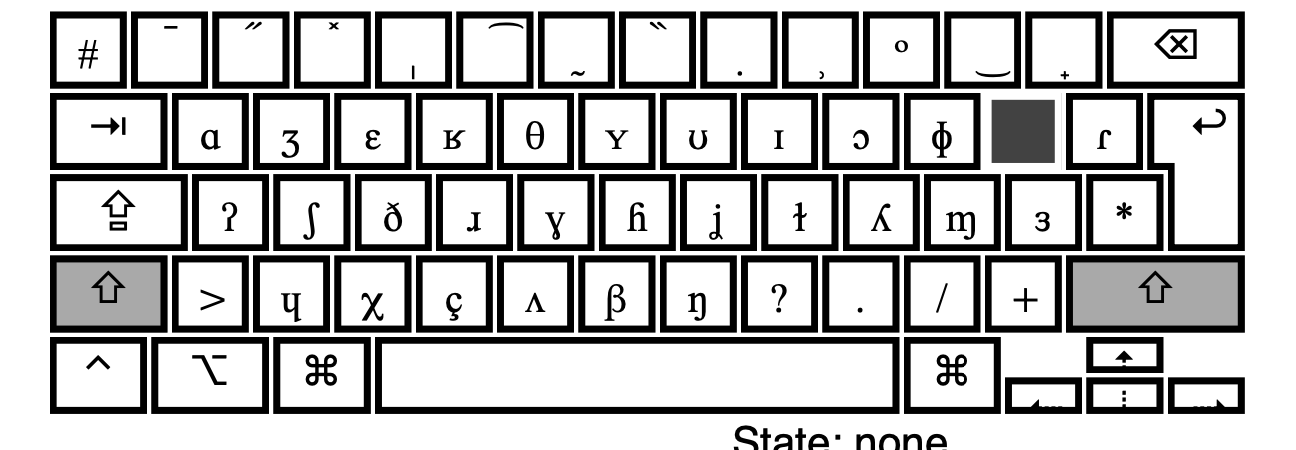 # ˉ ˝ ˟ ˌ ͡ ˷ ̏ . ̹ º ‿ ˖ ⌫
⇥ ɑ ʒ ɛ ʁ θ ʏ ʊ ɪ ɔ ɸ ɾ ↩
⇪ ʔ ʃ ð ɹ ɣ ɦ ʝ ɫ ʎ ɱ ɜ *
⇧ > ɥ χ ç ʌ β ŋ ? . / + ⇧
⌃ ⌥ ⌘ ⌘
State: none